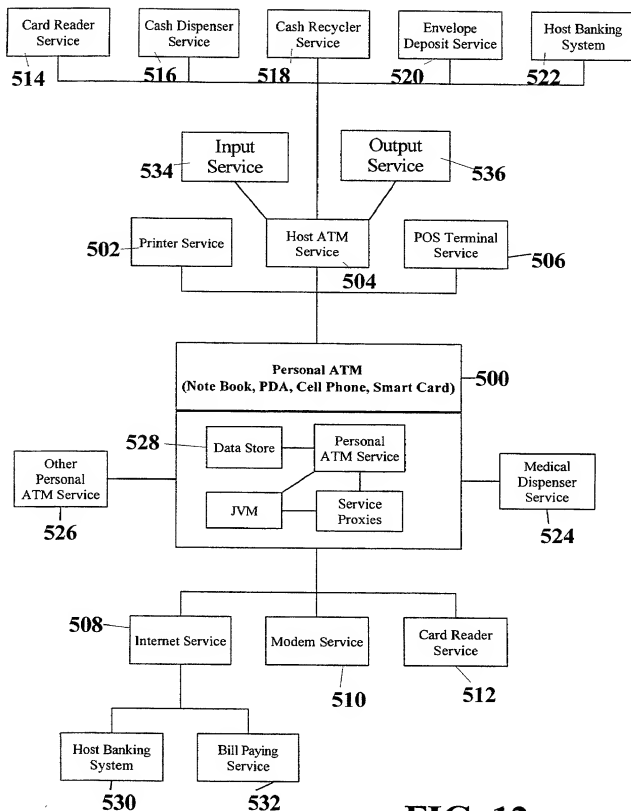 Card Reader
Service
514
Cash Dispenser
Service
516
Cash Recycler
Service
518
Envelope
Deposit Service
520
Host Banking
System
522
Input
Service
534
Output
Service
536
502
Printer Service
Host ATM
Service
504
POS Terminal
Service
506
Personal ATM
(Note Book, PDA, Cell Phone, Smart Card)
500
528
Data Store
Personal
ATM Service
JVM
Service
Proxies
Other
Personal
ATM Service
526
Medical
Dispenser
Service
524
508
Internet Service
Modem Service
510
Card Reader
Service
512
Host Banking
System
530
Bill Paying
Service
532